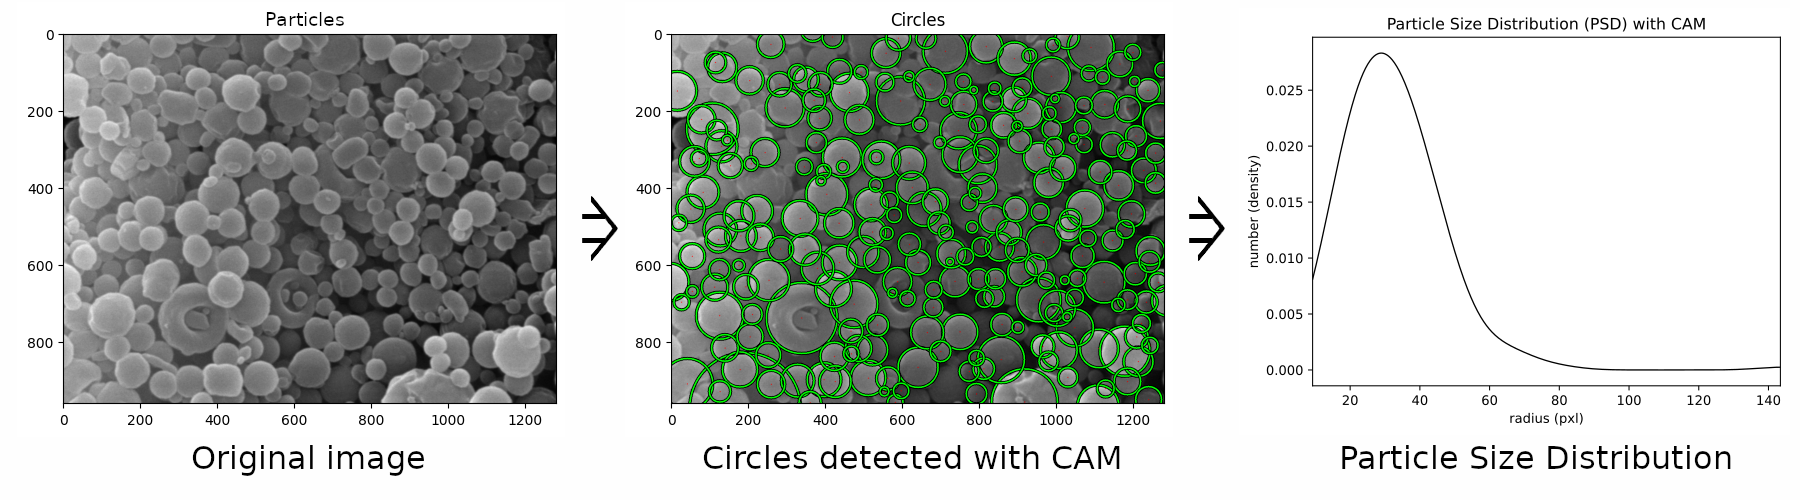 Particles
0
200
400
600
800
0 200 400 600 800 1000 1200
Original image
Circles
0
200
400
600
800
0 200 400 600 800 1000 1200
Circles detected with CAM
Particle Size Distribution (PSD) with CAM
number (density)
0.025
0.020
0.015
0.010
0.005
0.000
20 40 60 80 100 120 140
radius (pxl)
Particle Size Distribution